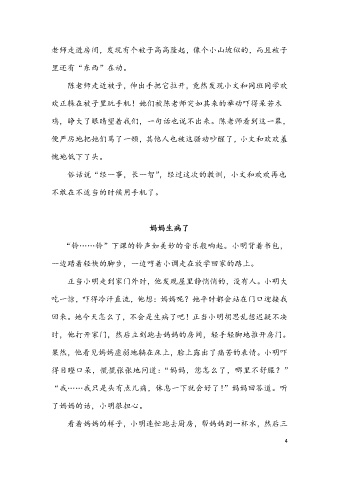 老师走进房间，发现有个被子高高隆起，像个小山坡似的，而且被子
里还有“东西”在动。
陈老师走近被子，伸出手把它拉开，竟然发现小文和同班同学欢
欢正躲在被子里玩手机！她们被陈老师突如其来的举动吓得呆若木
鸡，睁大了眼睛望着我们，一句话也说不出来。陈老师看到这一幕，
便严厉地把她们骂了一顿，其他人也被这骚动吵醒了，小文和欢欢羞
愧地低下了头。
俗话说“经一事，长一智”，经过这次的教训，小文和欢欢再也
不敢在不适当的时候用手机了。
妈妈生病了
“铃……铃”下课的铃声如美妙的音乐般响起。小明背着书包，
一边踏着轻快的脚步，一边哼着小调走在放学回家的路上。
正当小明走到家门外时，他发现屋里静悄悄的，没有人。小明大
吃一惊，吓得冷汗直流，他想：妈妈呢？她平时都会站在门口迎接我
回来。她今天怎么了，不会是生病了吧！正当小明胡思乱想迟疑不决
时，他打开家门，然后立刻跑去妈妈的房间，轻手轻脚地推开房门。
果然，他看见妈妈虚弱地躺在床上，脸上露出了痛苦的表情。小明吓
得目瞪口呆，慌慌张张地问道：“妈妈，您怎么了，哪里不舒服？”
“我……我只是头有点儿痛，休息一下就会好了！”妈妈回答道。听
了妈妈的话，小明很担心。
看着妈妈的样子，小明连忙跑去厨房，帮妈妈到一杯水，然后三
4